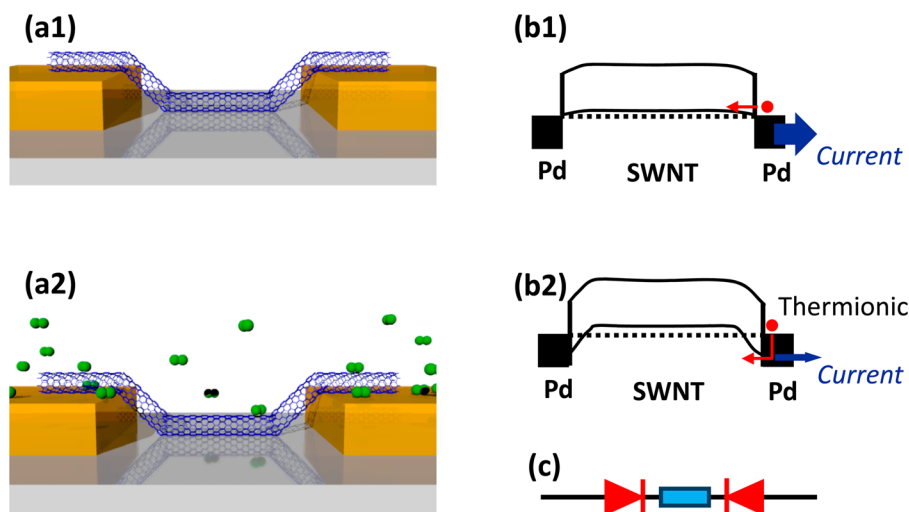 (a1)
(b1)
Pd
SWNT
Pd
Current
(a2)
(b2)
Thermionic
Pd
SWNT
Pd
Current
(c)